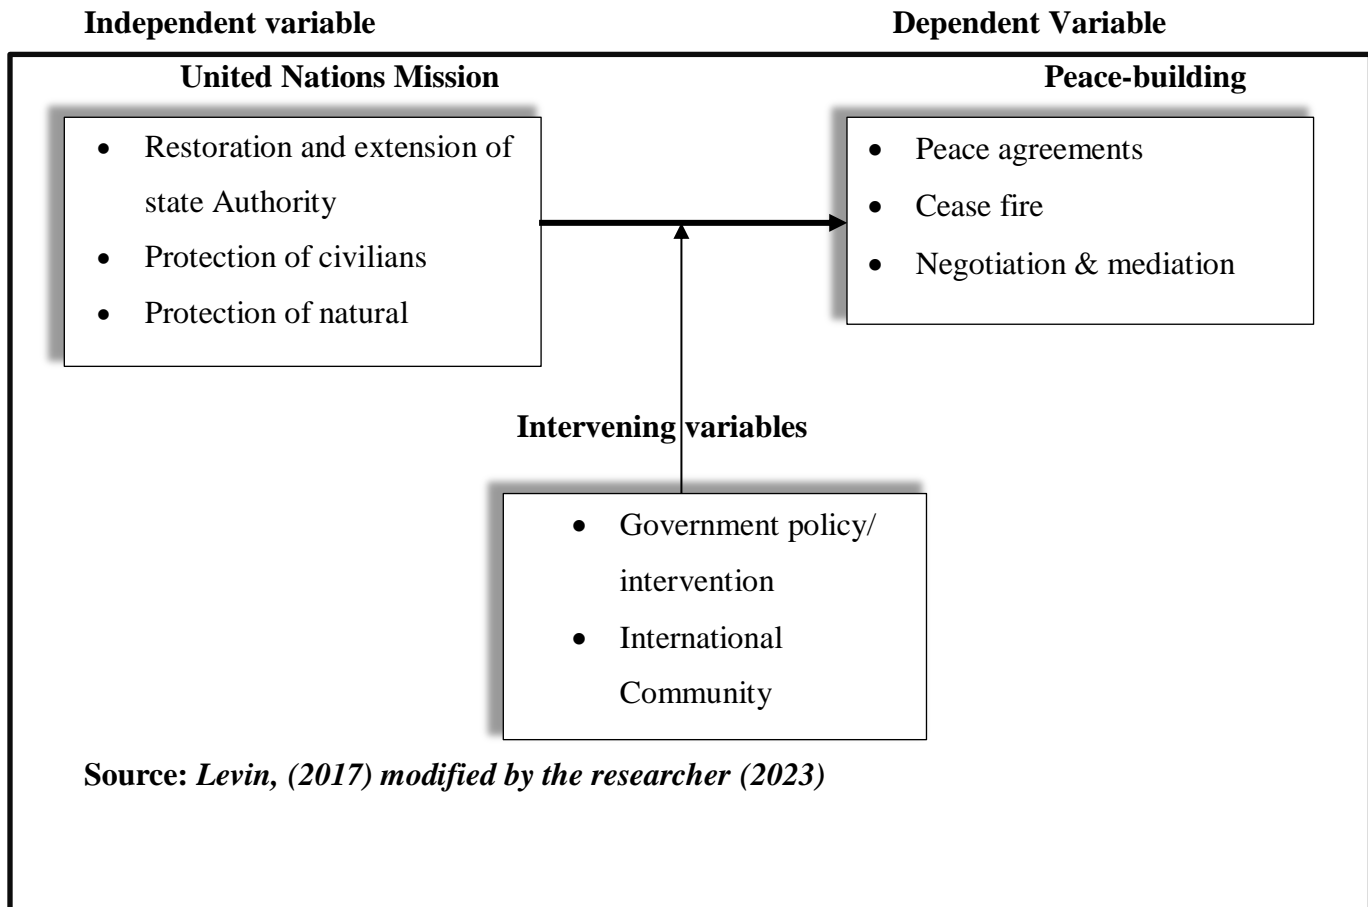 Independent variable
Dependent Variable
United Nations Mission
Peace-building
• Restoration and extension of
state Authority
• Protection of civilians
• Protection of natural
• Peace agreements
• Cease fire
• Negotiation & mediation
Intervening variables
• Government policy/
intervention
• International
Community
Source: Levin, (2017) modified by the researcher (2023)